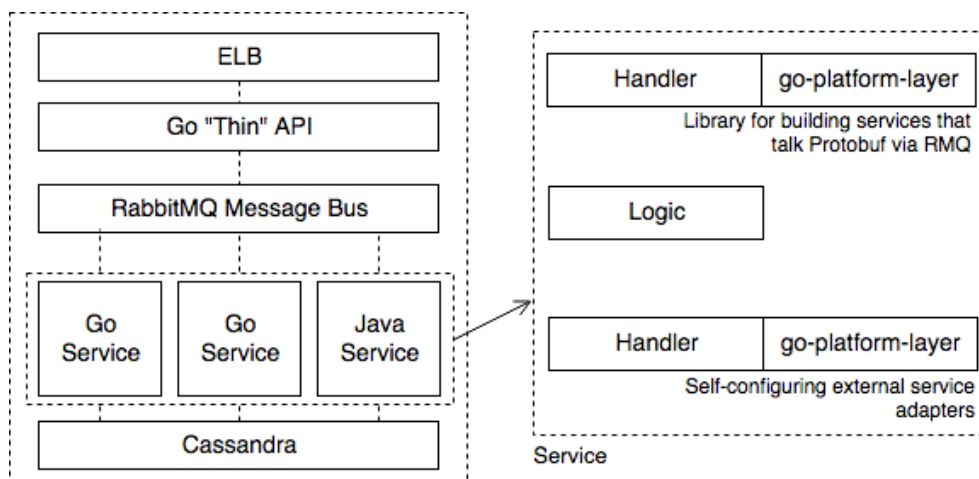 ELB
Go "Thin" API
RabbitMQ Message Bus
Go
Service
Go
Service
Java
Service
Cassandra
Handler
go-platform-layer
Library for building services that
talk Protobuf via RMQ
Logic
Handler
go-platform-layer
Self-configuring external service
adapters
Service